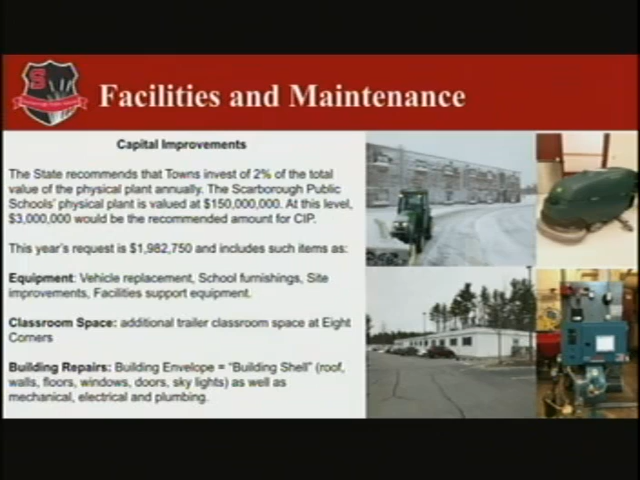 S
Facilities and Maintenance
Capital Improvements
The State recommends that Towns invest of 2% of the total
value of the physical plant annually. The Scarborough Public
Schools' physical plant is valued at $150,000,000. At this level,
$3,000,000 would be the recommended amount for CIP.
This year's request is $1,982,750 and includes such items as:
Equipment: Vehicle replacement, School furnishings, Site
improvements, Facilities support equipment.
Classroom Space: additional trailer classroom space at Eight
Corners
Building Repairs: Building Envelope = "Building Shell" (roof,
walls, floors, windows, doors, sky lights) as well as
mechanical, electrical and plumbing.